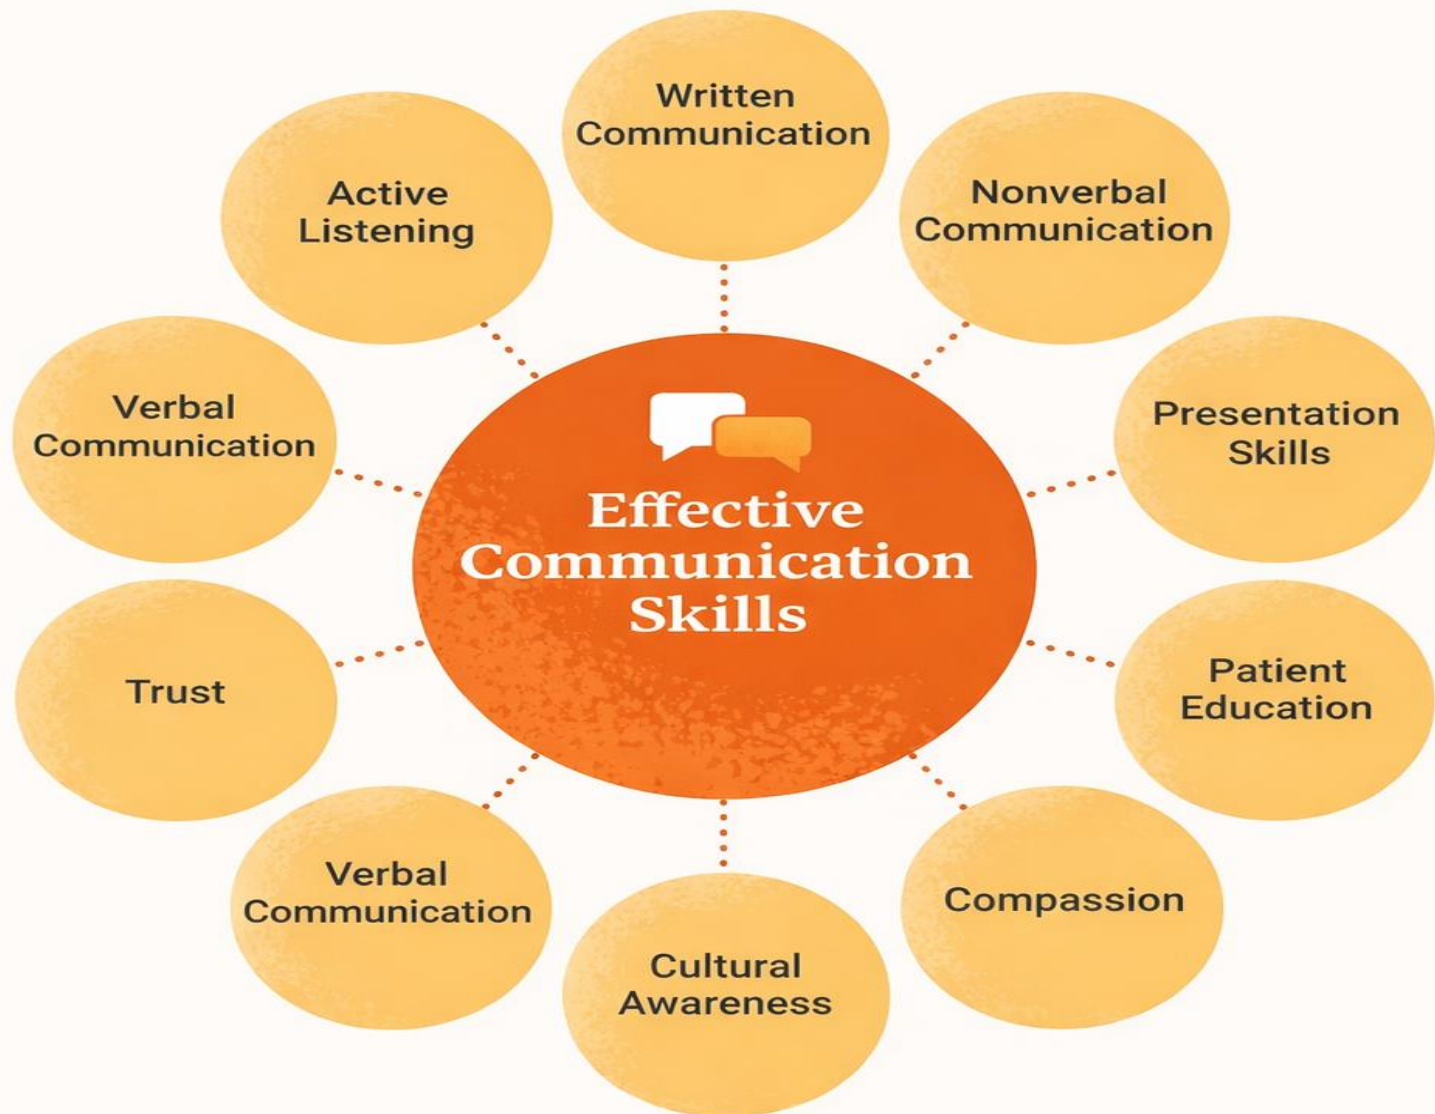 Written
Communication
Active
Listening
Nonverbal
Communication
Verbal
Communication
Presentation
Skills
Effective
Communication
Skills
Trust
Patient
Education
Verbal
Communication
Compassion
Cultural
Awareness